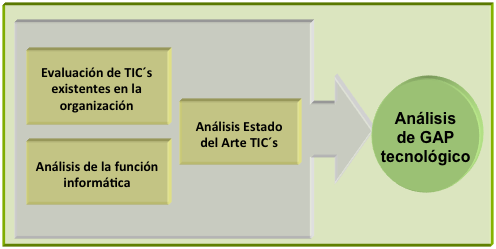 Evaluación de TIC´s
existentes en la
organización
Análisis de la función
informática
Análisis Estado
del Arte TIC´s
Análisis
de GAP
tecnológico